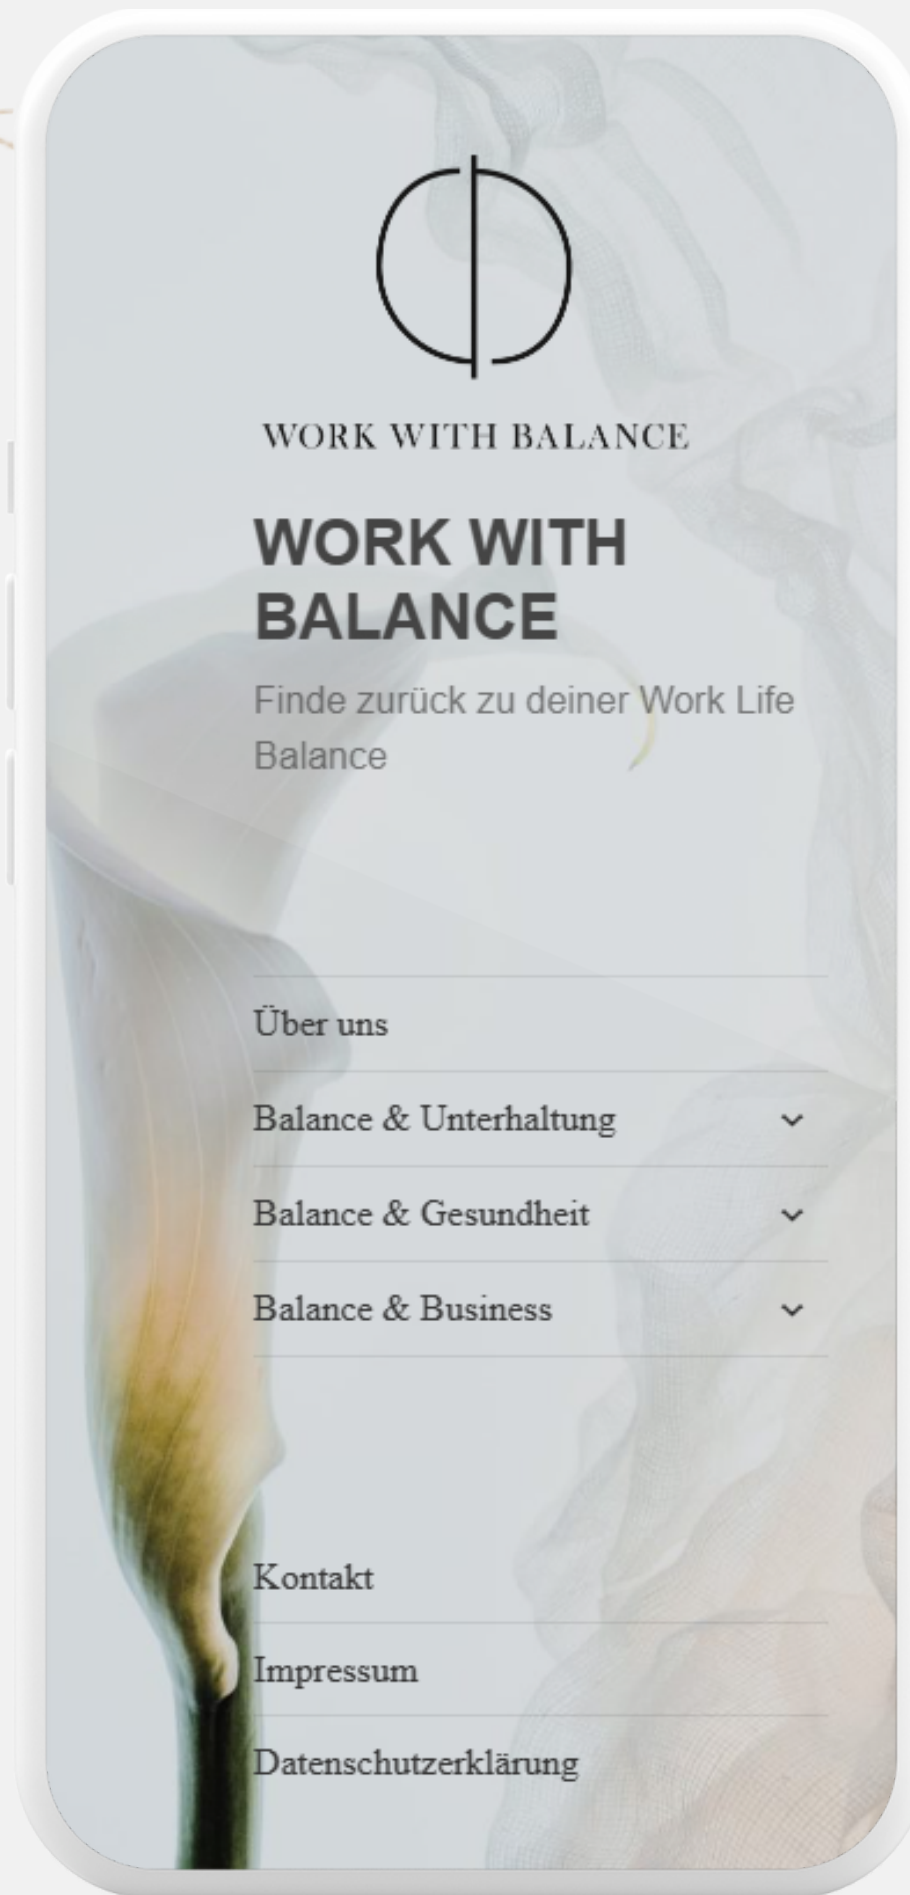 WORK WITH BALANCE
WORK WITH
BALANCE
Finde zurück zu deiner Work Life
Balance
Über uns
Balance & Unterhaltung
Balance & Gesundheit
Balance & Business
Kontakt
Impressum
Datenschutzerklärung